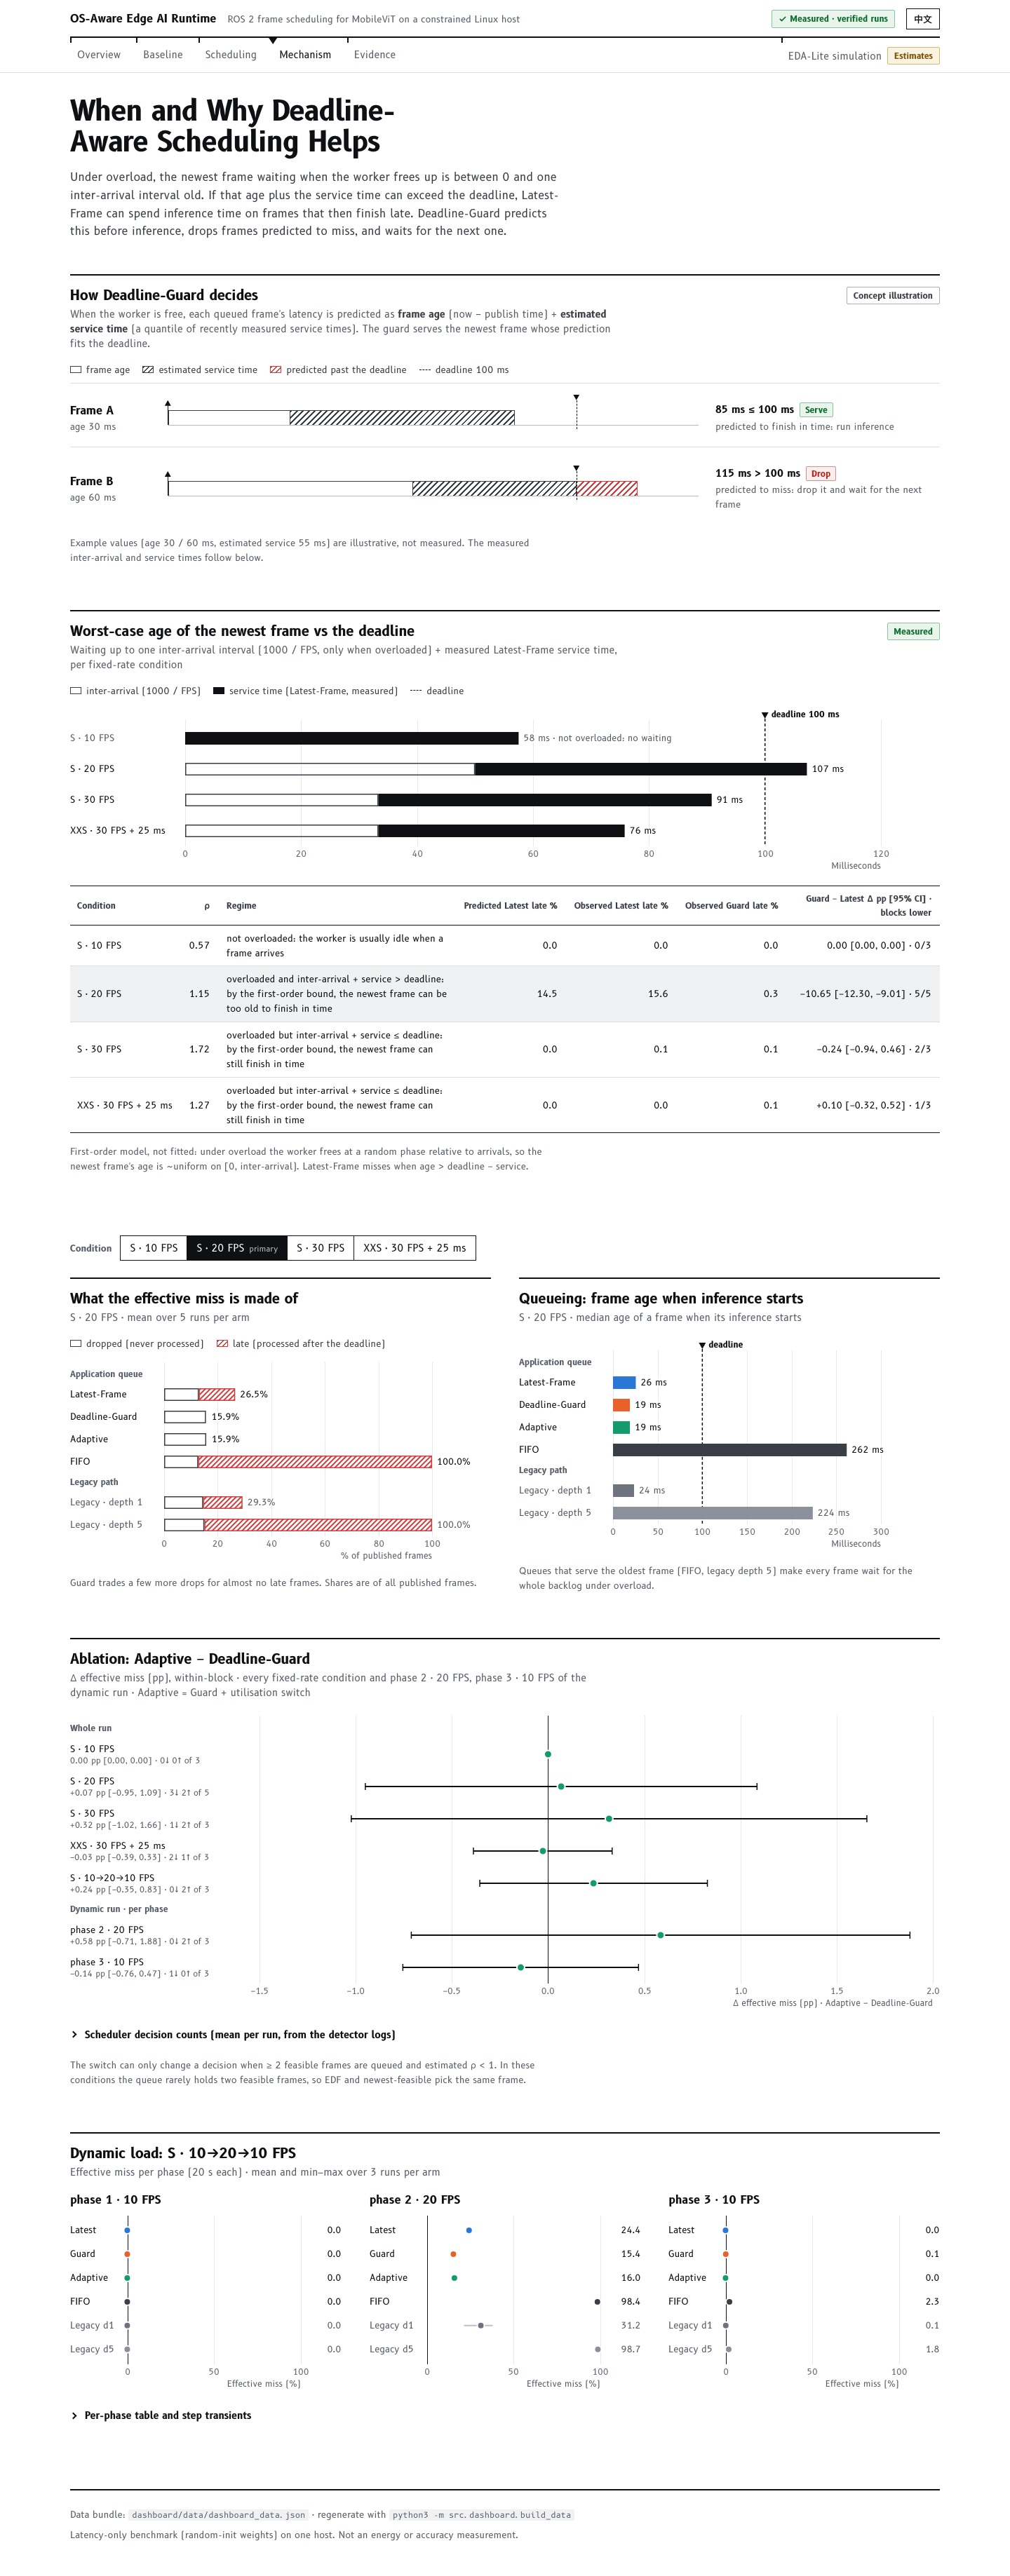 OS-Aware Edge AI Runtime ROS 2 frame scheduling for MobileViT on a constrained Linux host ✓ Measured · verified runs 中文
Overview Baseline Scheduling Mechanism Evidence EDA-Lite simulation Estimates
When and Why Deadline-
Aware Scheduling Helps
Under overload, the newest frame waiting when the worker frees up is between 0 and one
inter-arrival interval old. If that age plus the service time can exceed the deadline, Latest-
Frame can spend inference time on frames that then finish late. Deadline-Guard predicts
this before inference, drops frames predicted to miss, and waits for the next one.
How Deadline-Guard decides Concept illustration
When the worker is free, each queued frame's latency is predicted as frame age (now − publish time) + estimated
service time (a quantile of recently measured service times). The guard serves the newest frame whose prediction
fits the deadline.
frame age estimated service time predicted past the deadline deadline 100 ms
Frame A
age 30 ms
85 ms ≤ 100 ms Serve
predicted to finish in time: run inference
Frame B
age 60 ms
115 ms > 100 ms Drop
predicted to miss: drop it and wait for the next
frame
Example values (age 30 / 60 ms, estimated service 55 ms) are illustrative, not measured. The measured
inter-arrival and service times follow below.
Worst-case age of the newest frame vs the deadline Measured
Waiting up to one inter-arrival interval (1000 / FPS, only when overloaded) + measured Latest-Frame service time,
per fixed-rate condition
inter-arrival (1000 / FPS) service time (Latest-Frame, measured) deadline
deadline 100 ms
S · 10 FPS 58 ms · not overloaded: no waiting
S · 20 FPS 107 ms
S · 30 FPS 91 ms
XXS · 30 FPS + 25 ms 76 ms
0 20 40 60 80 100 120
Milliseconds
Condition ρ Regime Predicted Latest late % Observed Latest late % Observed Guard late % Guard − Latest Δ pp [95% CI] ·
blocks lower
S · 10 FPS 0.57 not overloaded: the worker is usually idle when a
frame arrives 0.0 0.0 0.0 0.00 [0.00, 0.00] · 0/3
S · 20 FPS 1.15 overloaded and inter-arrival + service > deadline:
by the first-order bound, the newest frame can be
too old to finish in time 14.5 15.6 0.3 −10.65 [−12.30, −9.01] · 5/5
S · 30 FPS 1.72 overloaded but inter-arrival + service ≤ deadline:
by the first-order bound, the newest frame can
still finish in time 0.0 0.1 0.1 −0.24 [−0.94, 0.46] · 2/3
XXS · 30 FPS + 25 ms 1.27 overloaded but inter-arrival + service ≤ deadline:
by the first-order bound, the newest frame can
still finish in time 0.0 0.0 0.1 +0.10 [−0.32, 0.52] · 1/3
First-order model, not fitted: under overload the worker frees at a random phase relative to arrivals, so the
newest frame's age is ~uniform on [0, inter-arrival]. Latest-Frame misses when age > deadline − service.
Condition S · 10 FPS S · 20 FPS primary S · 30 FPS XXS · 30 FPS + 25 ms
What the effective miss is made of
S · 20 FPS · mean over 5 runs per arm
dropped (never processed) late (processed after the deadline)
Application queue
Latest-Frame 26.5%
Deadline-Guard 15.9%
Adaptive 15.9%
FIFO 100.0%
Legacy path
Legacy · depth 1 29.3%
Legacy · depth 5 100.0%
0 20 40 60 80 100
% of published frames
Guard trades a few more drops for almost no late frames. Shares are of all published frames.
Queueing: frame age when inference starts
S · 20 FPS · median age of a frame when its inference starts
deadline
Application queue
Latest-Frame 26 ms
Deadline-Guard 19 ms
Adaptive 19 ms
FIFO 262 ms
Legacy path
Legacy · depth 1 24 ms
Legacy · depth 5 224 ms
0 50 100 150 200 250 300
Milliseconds
Queues that serve the oldest frame (FIFO, legacy depth 5) make every frame wait for the
whole backlog under overload.
Ablation: Adaptive − Deadline-Guard
Δ effective miss (pp), within-block · every fixed-rate condition and phase 2 · 20 FPS, phase 3 · 10 FPS of the
dynamic run · Adaptive = Guard + utilisation switch
Whole run
S · 10 FPS
0.00 pp [0.00, 0.00] · 0↓ 0↑ of 3
S · 20 FPS
+0.07 pp [−0.95, 1.09] · 3↓ 2↑ of 5
S · 30 FPS
+0.32 pp [−1.02, 1.66] · 1↓ 2↑ of 3
XXS · 30 FPS + 25 ms
−0.03 pp [−0.39, 0.33] · 2↓ 1↑ of 3
S · 10→20→10 FPS
+0.24 pp [−0.35, 0.83] · 0↓ 2↑ of 3
Dynamic run · per phase
phase 2 · 20 FPS
+0.58 pp [−0.71, 1.88] · 0↓ 2↑ of 3
phase 3 · 10 FPS
−0.14 pp [−0.76, 0.47] · 1↓ 0↑ of 3
−1.5 −1.0 −0.5 0.0 0.5 1.0 1.5 2.0
Δ effective miss (pp) · Adaptive − Deadline-Guard
Scheduler decision counts (mean per run, from the detector logs)
The switch can only change a decision when ≥ 2 feasible frames are queued and estimated ρ < 1. In these
conditions the queue rarely holds two feasible frames, so EDF and newest-feasible pick the same frame.
Dynamic load: S · 10→20→10 FPS
Effective miss per phase (20 s each) · mean and min–max over 3 runs per arm
phase 1 · 10 FPS
Latest 0.0
Guard 0.0
Adaptive 0.0
FIFO 0.0
Legacy d1 0.0
Legacy d5 0.0
0 50 100
Effective miss (%)
phase 2 · 20 FPS
Latest 24.4
Guard 15.4
Adaptive 16.0
FIFO 98.4
Legacy d1 31.2
Legacy d5 98.7
0 50 100
Effective miss (%)
phase 3 · 10 FPS
Latest 0.0
Guard 0.1
Adaptive 0.0
FIFO 2.3
Legacy d1 0.1
Legacy d5 1.8
0 50 100
Effective miss (%)
Per-phase table and step transients
Data bundle: dashboard/data/dashboard_data.json · regenerate with python3 -m src.dashboard.build_data
Latency-only benchmark (random-init weights) on one host. Not an energy or accuracy measurement.